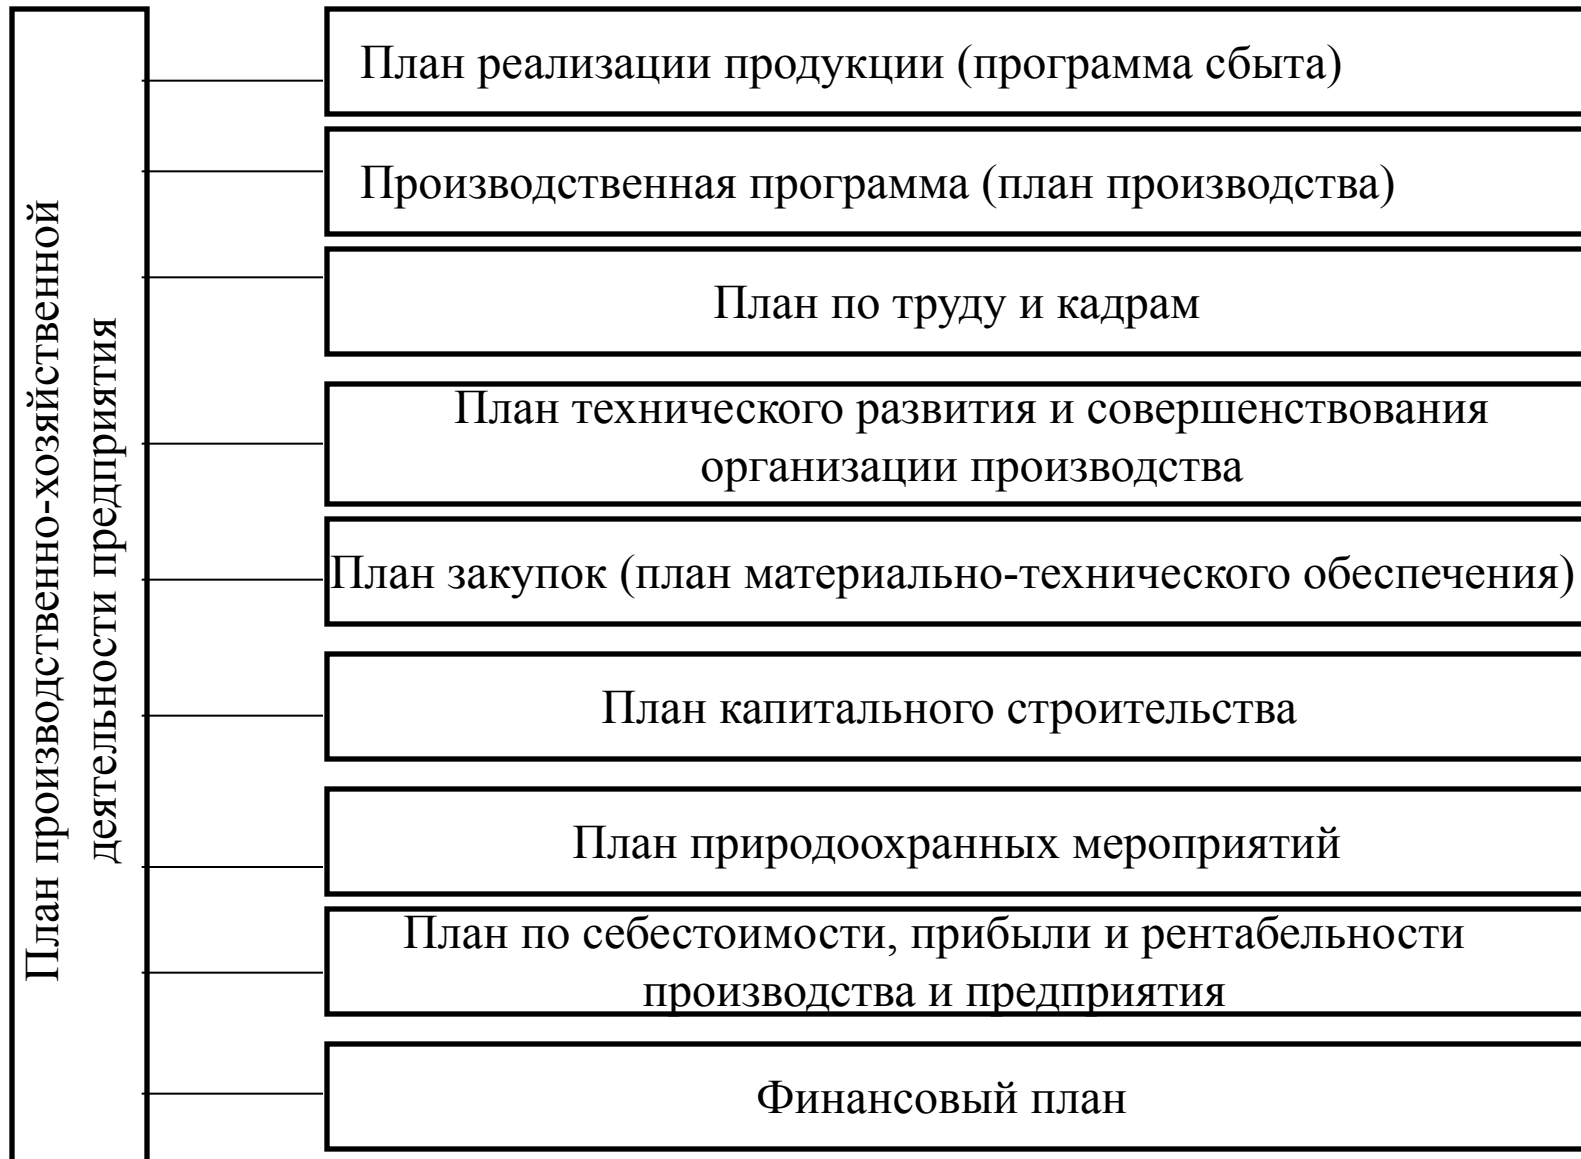 План производственно-хозяйственной
деятельности предприятия
План реализации продукции (программа сбыта)
Производственная программа (план производства)
План по труду и кадрам
План технического развития и совершенствования
организации производства
План закупок (план материально-технического обеспечения)
План капитального строительства
План природоохранных мероприятий
План по себестоимости, прибыли и рентабельности
производства и предприятия
Финансовый план